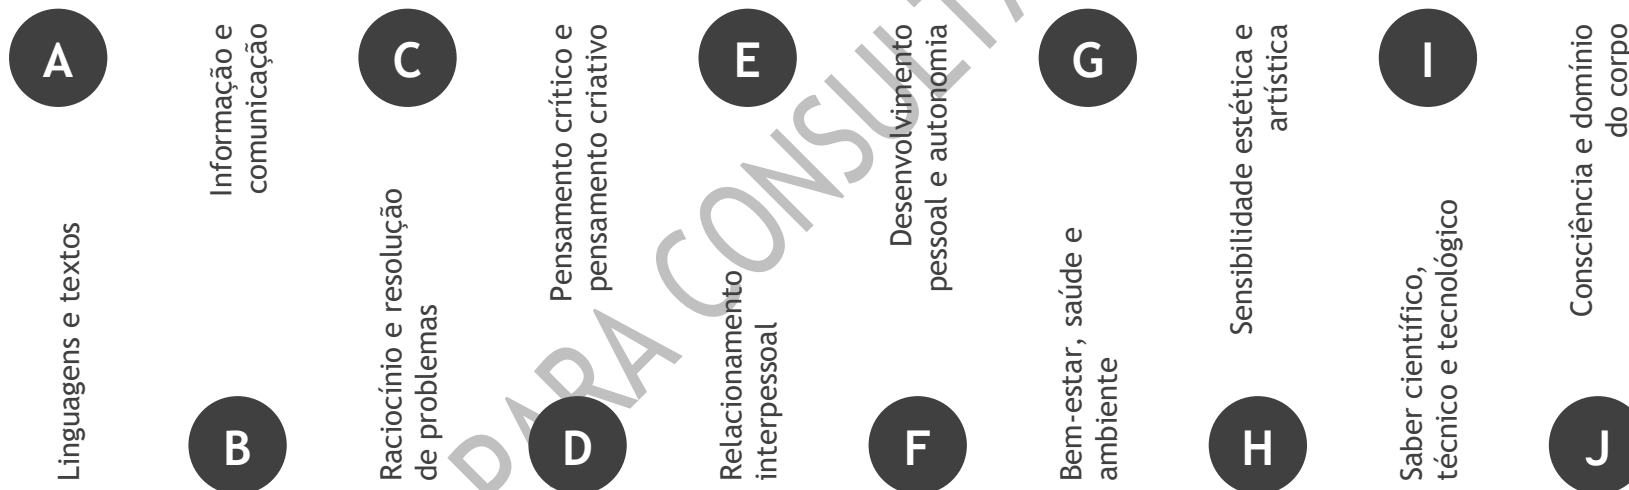 A
Linguagens e textos
Informação e
comunicação
B
C
Raciocínio e resolução
de problemas
Pensamento crítico e
pensamento criativo
D
E
Relacionamento
interpessoal
Desenvolvimento
pessoal e autonomia
F
G
Bem-estar, saúde e
ambiente
Sensibilidade estética e
artística
H
I
Saber científico,
técnico e tecnológico
Consciência e domínio
do corpo
J
PARA CONSULTA